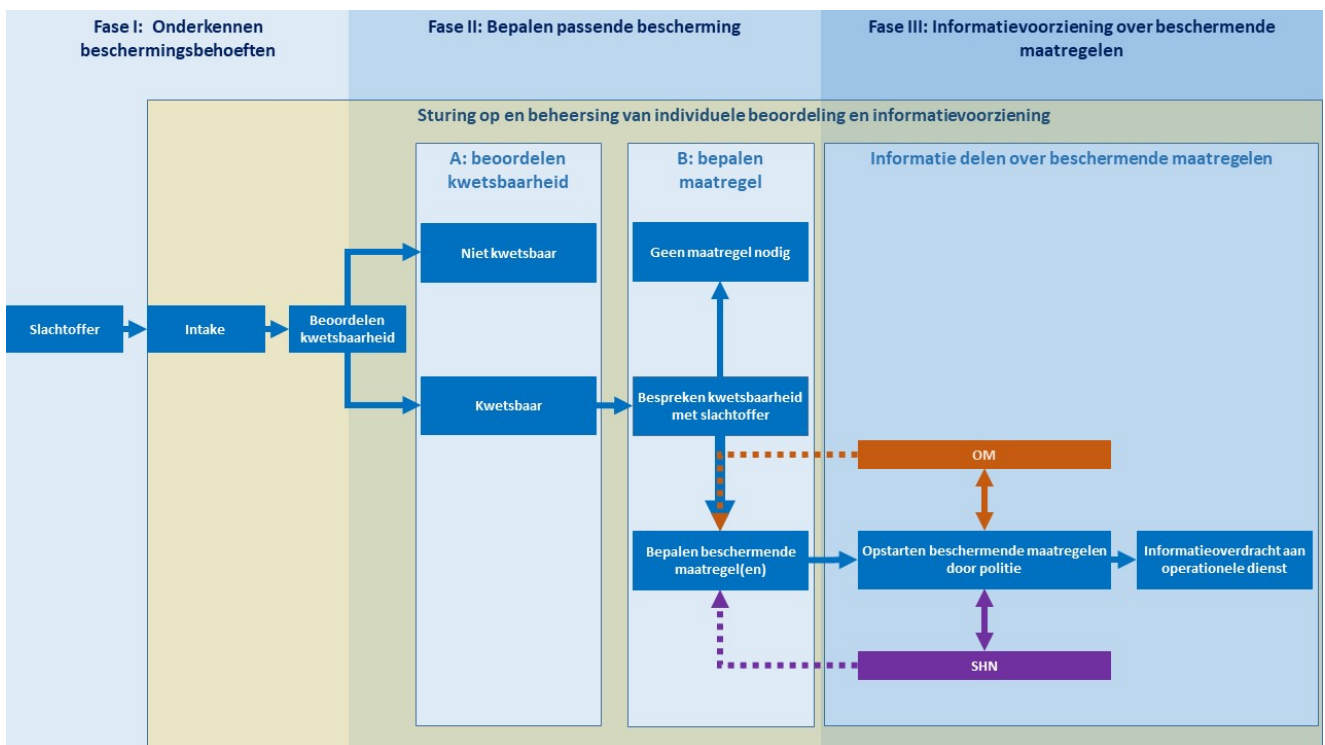 Fase I: Onderkennen
beschermingsbehoeften
Fase II: Bepalen passende bescherming
Fase III: Informatievoorziening over beschermende
maatregelen
Sturing op en beheersing van individuele beoordeling en informatievoorziening
A: beoordelen
kwetsbaarheid
B: bepalen
maatregel
Informatie delen over beschermende maatregelen
Niet kwetsbaar
Geen maatregel nodig
Slachtoffer
Intake
Beoordelen
kwetsbaarheid
Kwetsbaar
Bespreken kwetsbaarheid
met slachtoffer
OM
Bepalen beschermende
maatregel(en)
Opstarten beschermende maatregelen
door politie
Informatieoverdracht aan
operationele dienst
SHN